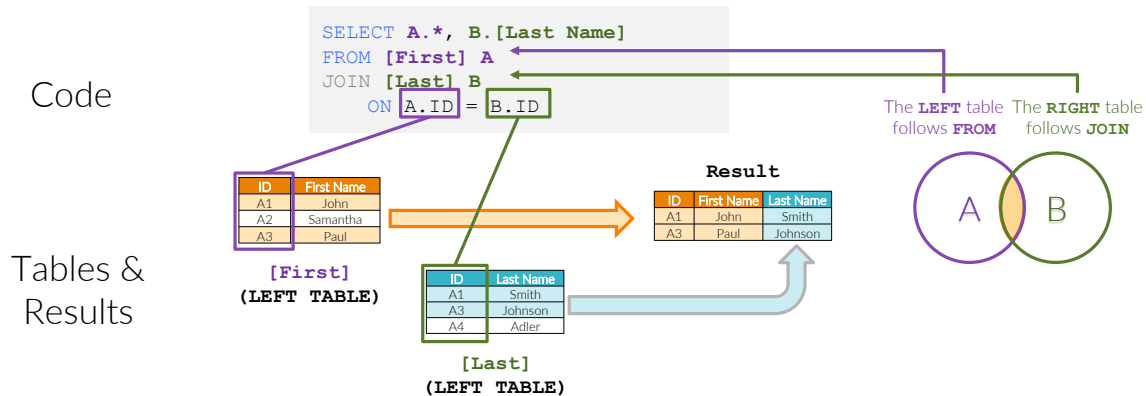 Code
SELECT A.*, B.[Last Name]
FROM [First] A
JOIN [Last] B
ON A.ID = B.ID
The LEFT table
follows FROM
The RIGHT table
follows JOIN
A
B
Tables &
Results
ID First Name
A1 John
A2 Samantha
A3 Paul
[First]
(LEFT TABLE)
ID Last Name
A1 Smith
A3 Johnson
A4 Adler
[Last]
(LEFT TABLE)
Result
ID First Name Last Name
A1 John Smith
A3 Paul Johnson